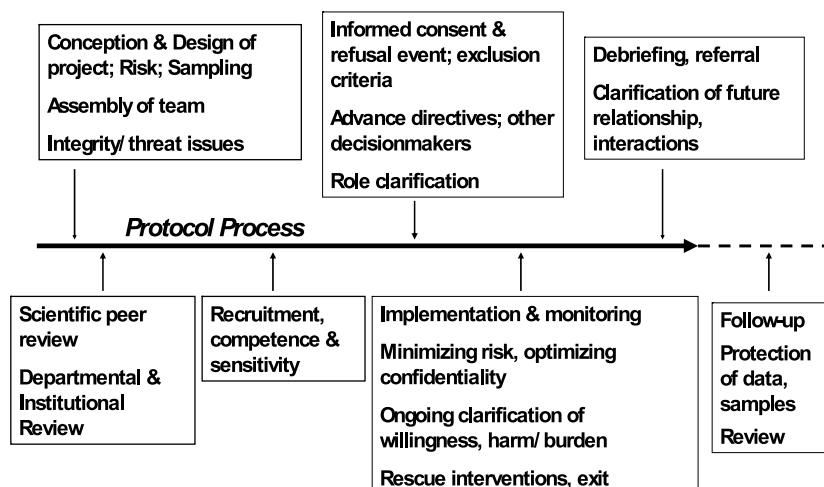 Conception & Design of
project; Risk; Sampling
Assembly of team
Integrity/ threat issues
Informed consent &
refusal event; exclusion
criteria
Advance directives; other
decisionmakers
Role clarification
Debriefing, referral
Clarification of future
relationship,
interactions
Protocol Process
Scientific peer
review
Departmental &
Institutional
Review
Recruitment,
competence &
sensitivity
Implementation & monitoring
Minimizing risk, optimizing
confidentiality
Ongoing clarification of
willingness, harm/ burden
Rescue interventions, exit
Follow-up
Protection
of data,
samples
Review